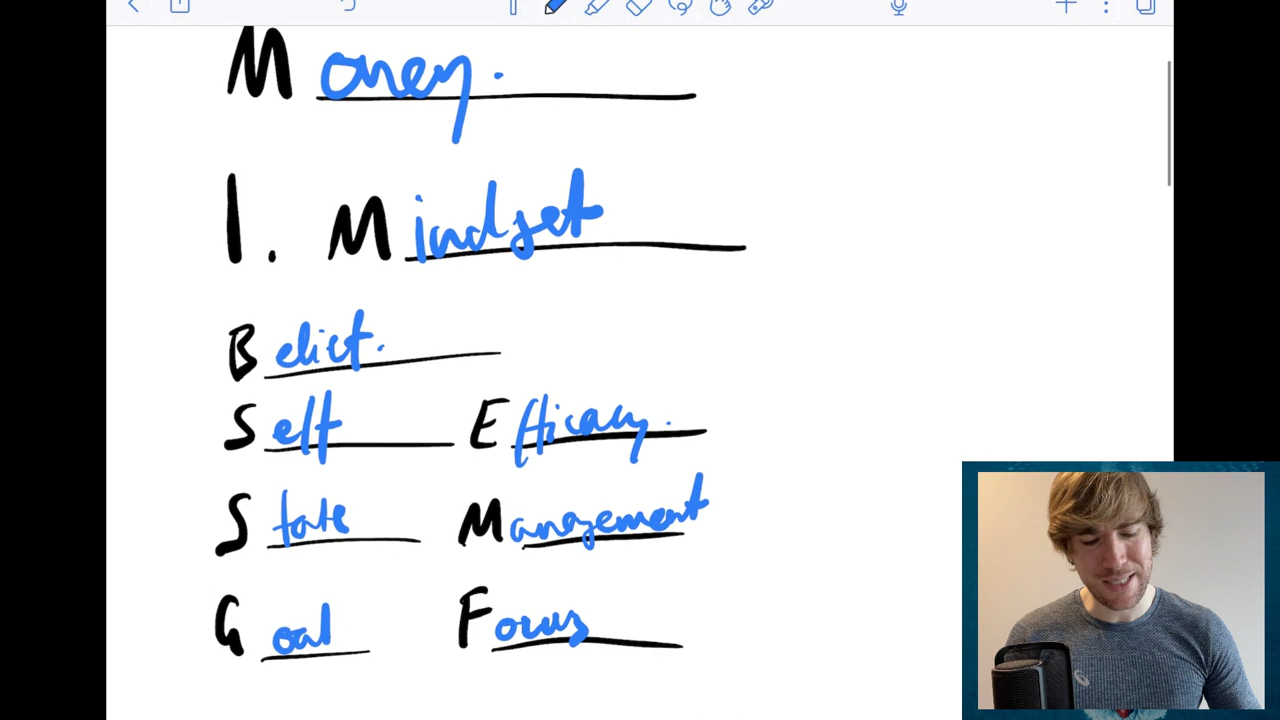 Money.
1. Mindset
Belief.
Self Efficacy.
State Management
Goal Focus